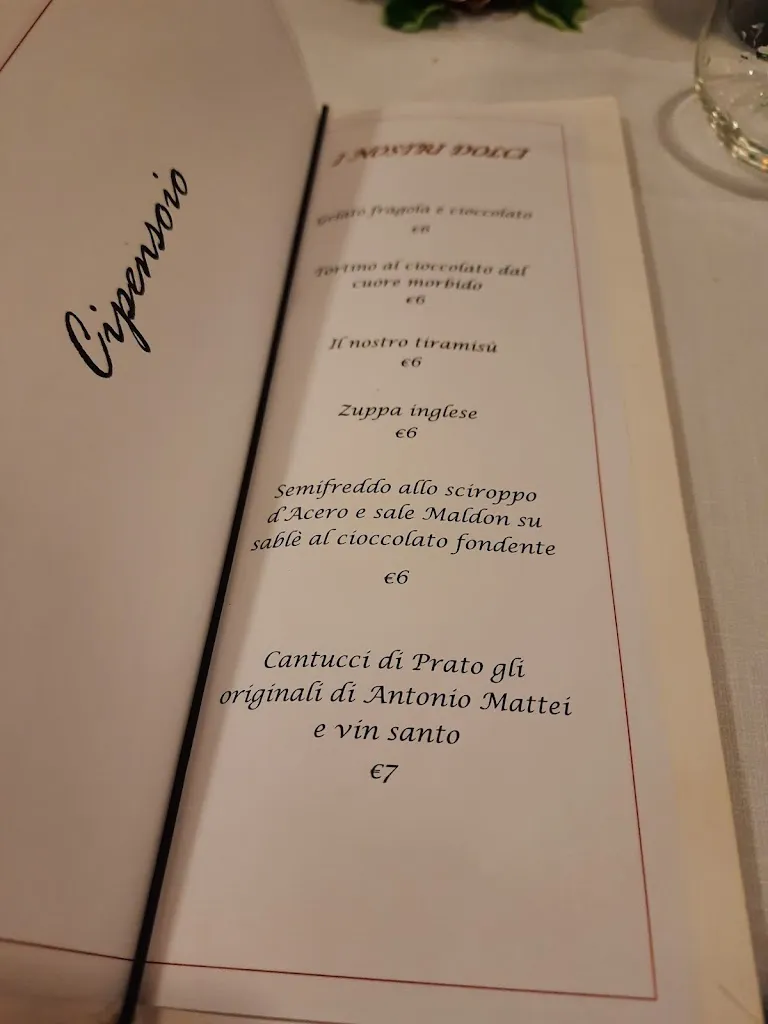 Cipensoio
I NOSTRI DOLCI
Gelato fragola e cioccolato
€6
Tortino al cioccolato dal
cuore morbido
€6
Il nostro tiramisù
€6
Zuppa inglese
€6
Semifreddo allo sciroppo
d'Acero e sale Maldon su
sablè al cioccolato fondente
€6
Cantucci di Prato gli
originali di Antonio Mattei
e vin santo
€7